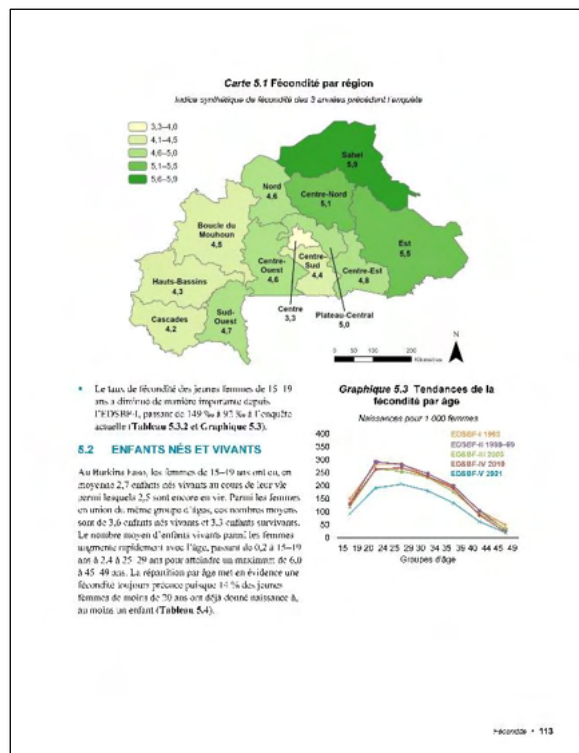 Carte 5.1 Fécondité par région
Indice synthétique de fécondité des 3 années précédant l'enquête
3,3–4,0
4,1–4,5
4,6–5,0
5,1–5,5
5,6–5,9
Sahel
Nord
4,6
Centre-Nord
5,1
Boucle du
Mouhoun
4,5
Est
5,5
Centre-
Ouest
4,6
Centre-
Sud
4,4
Centre-Est
4,8
Hauts-Bassins
4,3
Centre
3,3
Plateau-Central
5,0
Cascades
4,2
Sud-
Ouest
4,7
N
0 50 100 200
Kilomètres
• Le taux de fécondité des jeunes femmes de 15-19
ans a diminué de manière importante depuis
l'EDSBF-I, passant de 149 ‰ à 92 ‰ à l'enquête
actuelle (Tableau 5.3.2 et Graphique 5.3).
5.2 ENFANTS NÉS ET VIVANTS
Au Burkina Faso, les femmes de 15-19 ans ont eu, en
moyenne 2,7 enfants nés vivants au cours de leur vie
parmi lesquels 2,5 sont encore en vie. Parmi les femmes
en union du même groupe d'âges, ces nombres moyens
sont de 3,6 enfants nés vivants et 3,3 enfants survivants.
Le nombre moyen d'enfants vivants parmi les femmes
augmente rapidement avec l'âge, passant de 0,2 à 15-19
ans à 2,4 à 25-29 ans pour atteindre un maximum de 6,0
à 45-49 ans. La répartition par âge met en évidence une
fécondité toujours précoce puisque 14 % des jeunes
femmes de moins de 20 ans ont déjà donné naissance à,
au moins un enfant (Tableau 5.4).
Graphique 5.3 Tendances de la
fécondité par âge
Naissances pour 1 000 femmes
400
350
300
250
200
150
100
50
0
EDSBF-I 1993
EDSBF-II 1998-99
EDSBF-III 2003
EDSBF-IV 2010
EDSBF-V 2021
15 19 20 24 26 29 32 34 36 39 41 44 46 49
Groupes d'âge
Fécondité • 113